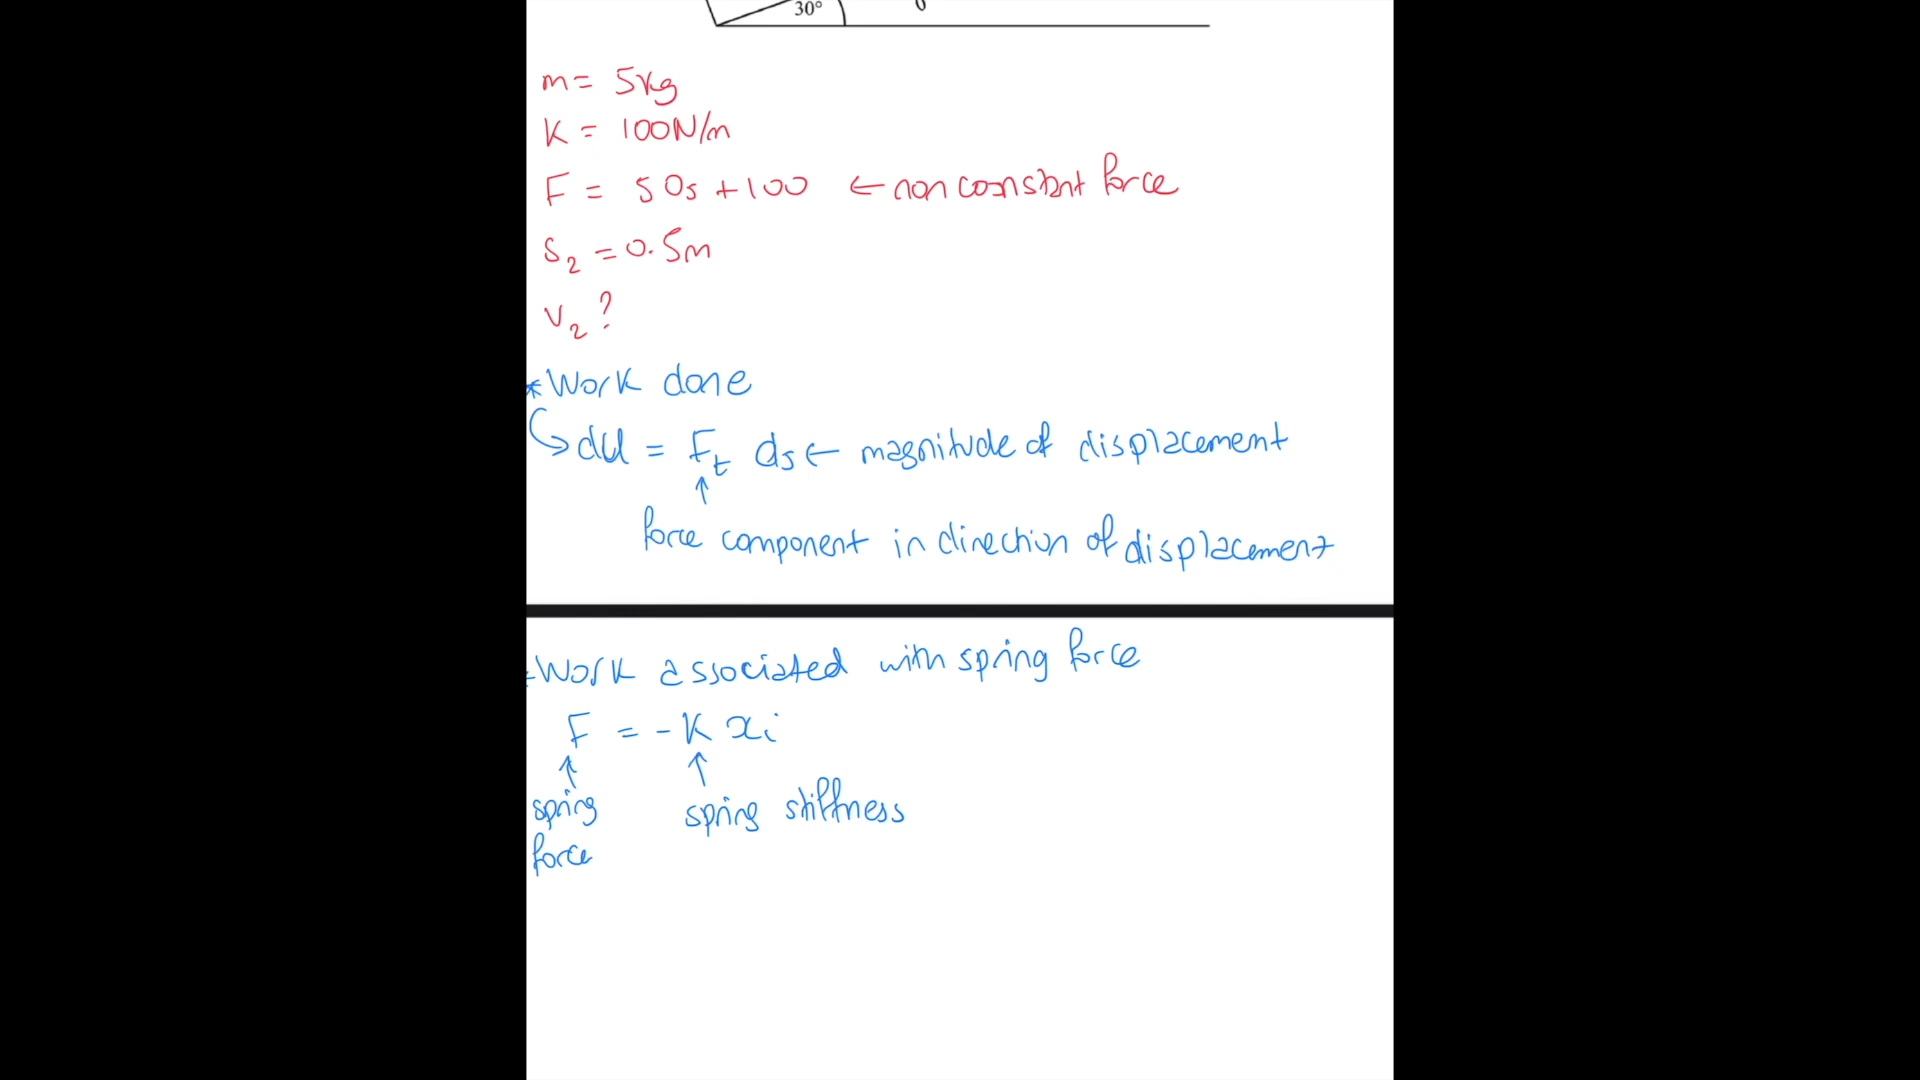 30°
m = 5kg
K = 100N/m
F = 50s + 100 ← non constant force
S₂ = 0.5m
v₂ ?
*Work done
↳ dU = Fₜ ds ← magnitude of displacement
↑
force component in direction of displacement
*Work associated with spring force
F = -K xi
↑ ↑
spring spring stiffness
force